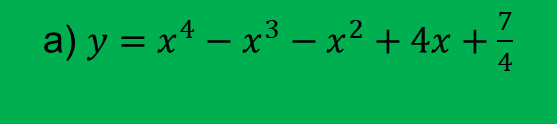 a) y = x⁴ − x³ − x² + 4x + 7/4